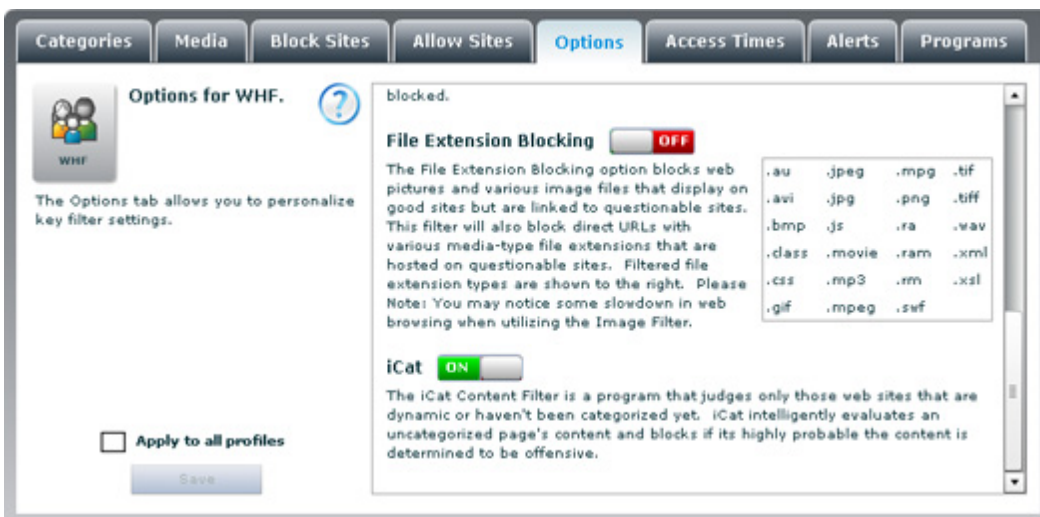 Categories
Media
Block Sites
Allow Sites
Options
Access Times
Alerts
Programs
WHF
Options for WHF.
?
The Options tab allows you to personalize
key filter settings.
Apply to all profiles
Save
blocked.
File Extension Blocking OFF
The File Extension Blocking option blocks web
pictures and various image files that display on
good sites but are linked to questionable sites.
This filter will also block direct URLs with
various media-type file extensions that are
hosted on questionable sites. Filtered file
extension types are shown to the right. Please
Note: You may notice some slowdown in web
browsing when utilizing the Image Filter.
.au .jpeg .mpg .tif
.avi .jpg .png .tiff
.bmp .js .ra .wav
.class .movie .ram .xml
.css .mp3 .rm .xsl
.gif .mpeg .swf
iCat ON
The iCat Content Filter is a program that judges only those web sites that are
dynamic or haven't been categorized yet. iCat intelligently evaluates an
uncategorized page's content and blocks if its highly probable the content is
determined to be offensive.